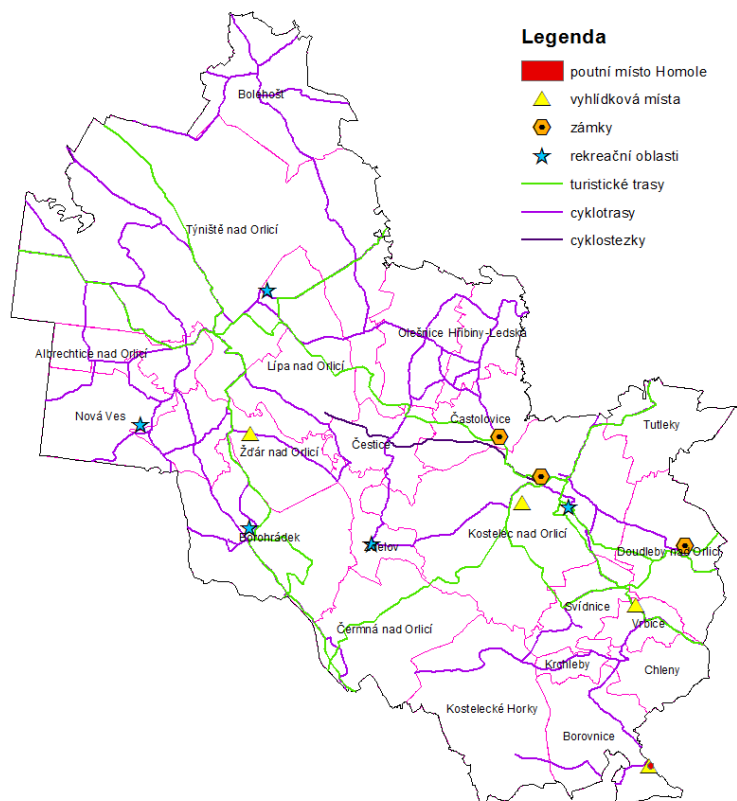 Legenda
poutní místo Homole
vyhlídková místa
zámky
rekreační oblasti
turistické trasy
cyklotrasy
cyklostezky
Bolehošť
Týniště nad Orlicí
Olešnice
Hřibiny-Ledská
Albrechtice nad Orlicí
Lípa nad Orlicí
Nová Ves
Častolovice
Tutleky
Čestice
Žďár nad Orlicí
Kostelec nad Orlicí
Borohrádek
Doudleby nad Orlicí
Svídnice
Vrbice
Čermná nad Orlicí
Krchleby
Chleny
Kostelecké Horky
Borovnice